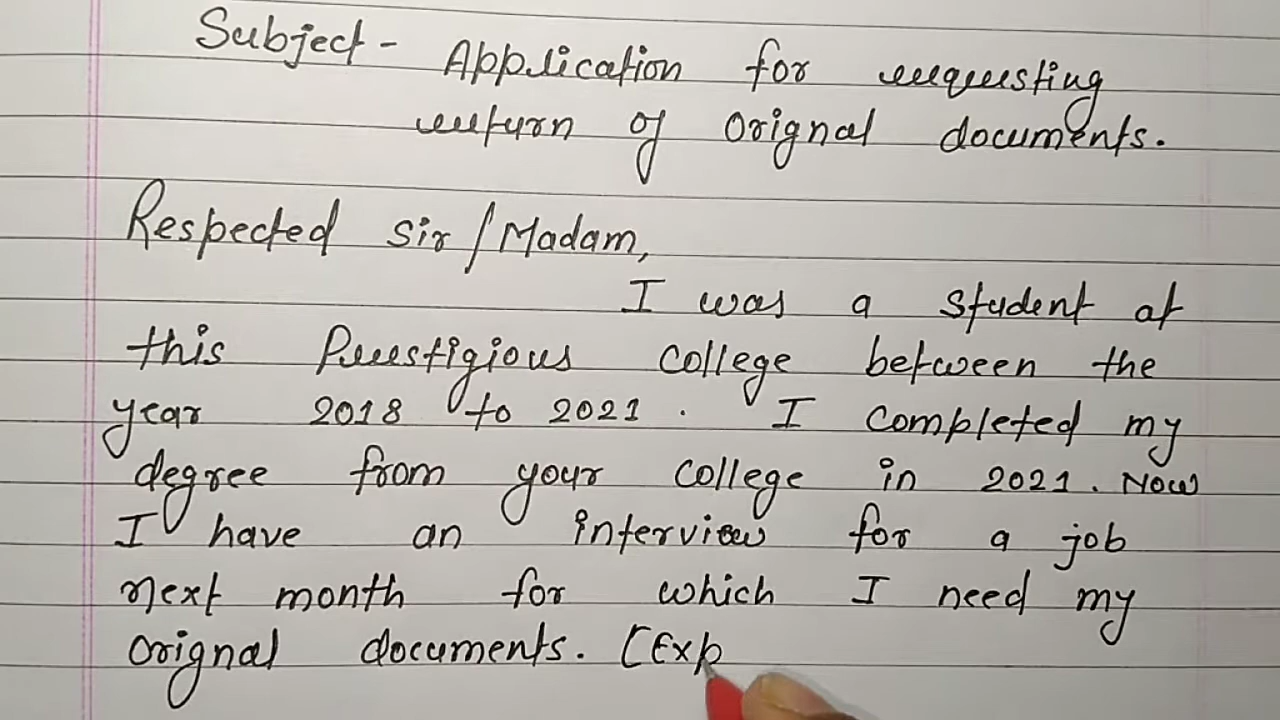 Subject - Application for requesting
return of Orignal documents.
Respected Sir/Madam,
I was a student at
this Prestigious college between the
year 2018 to 2021. I completed my
degree from your college in 2021. Now
I have an interview for a job
next month for which I need my
Orignal documents. [Exp